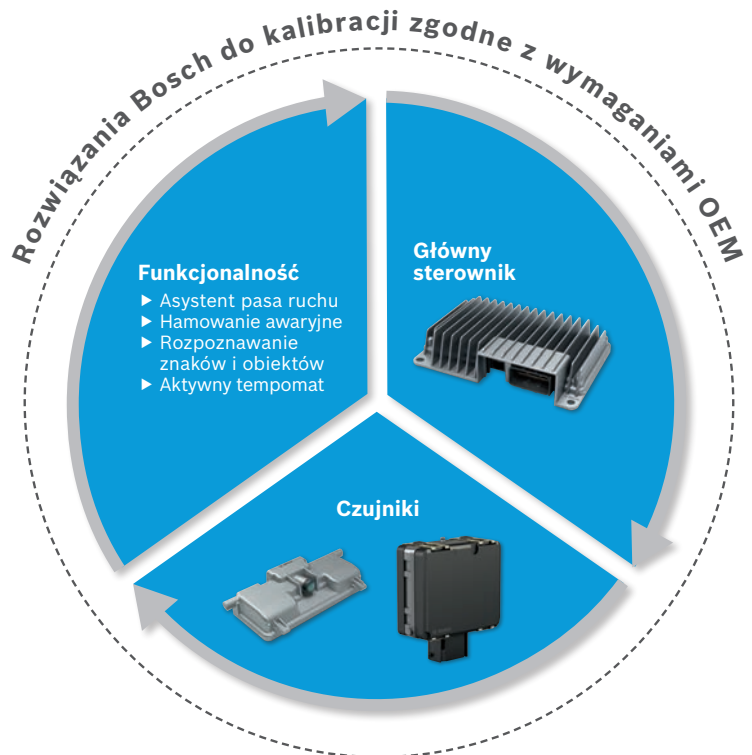 Rozwiązania Bosch do kalibracji zgodne z wymaganiami OEM
Funkcjonalność
▶ Asystent pasa ruchu
▶ Hamowanie awaryjne
▶ Rozpoznawanie
znaków i obiektów
▶ Aktywny tempomat
Główny
sterownik
Czujniki